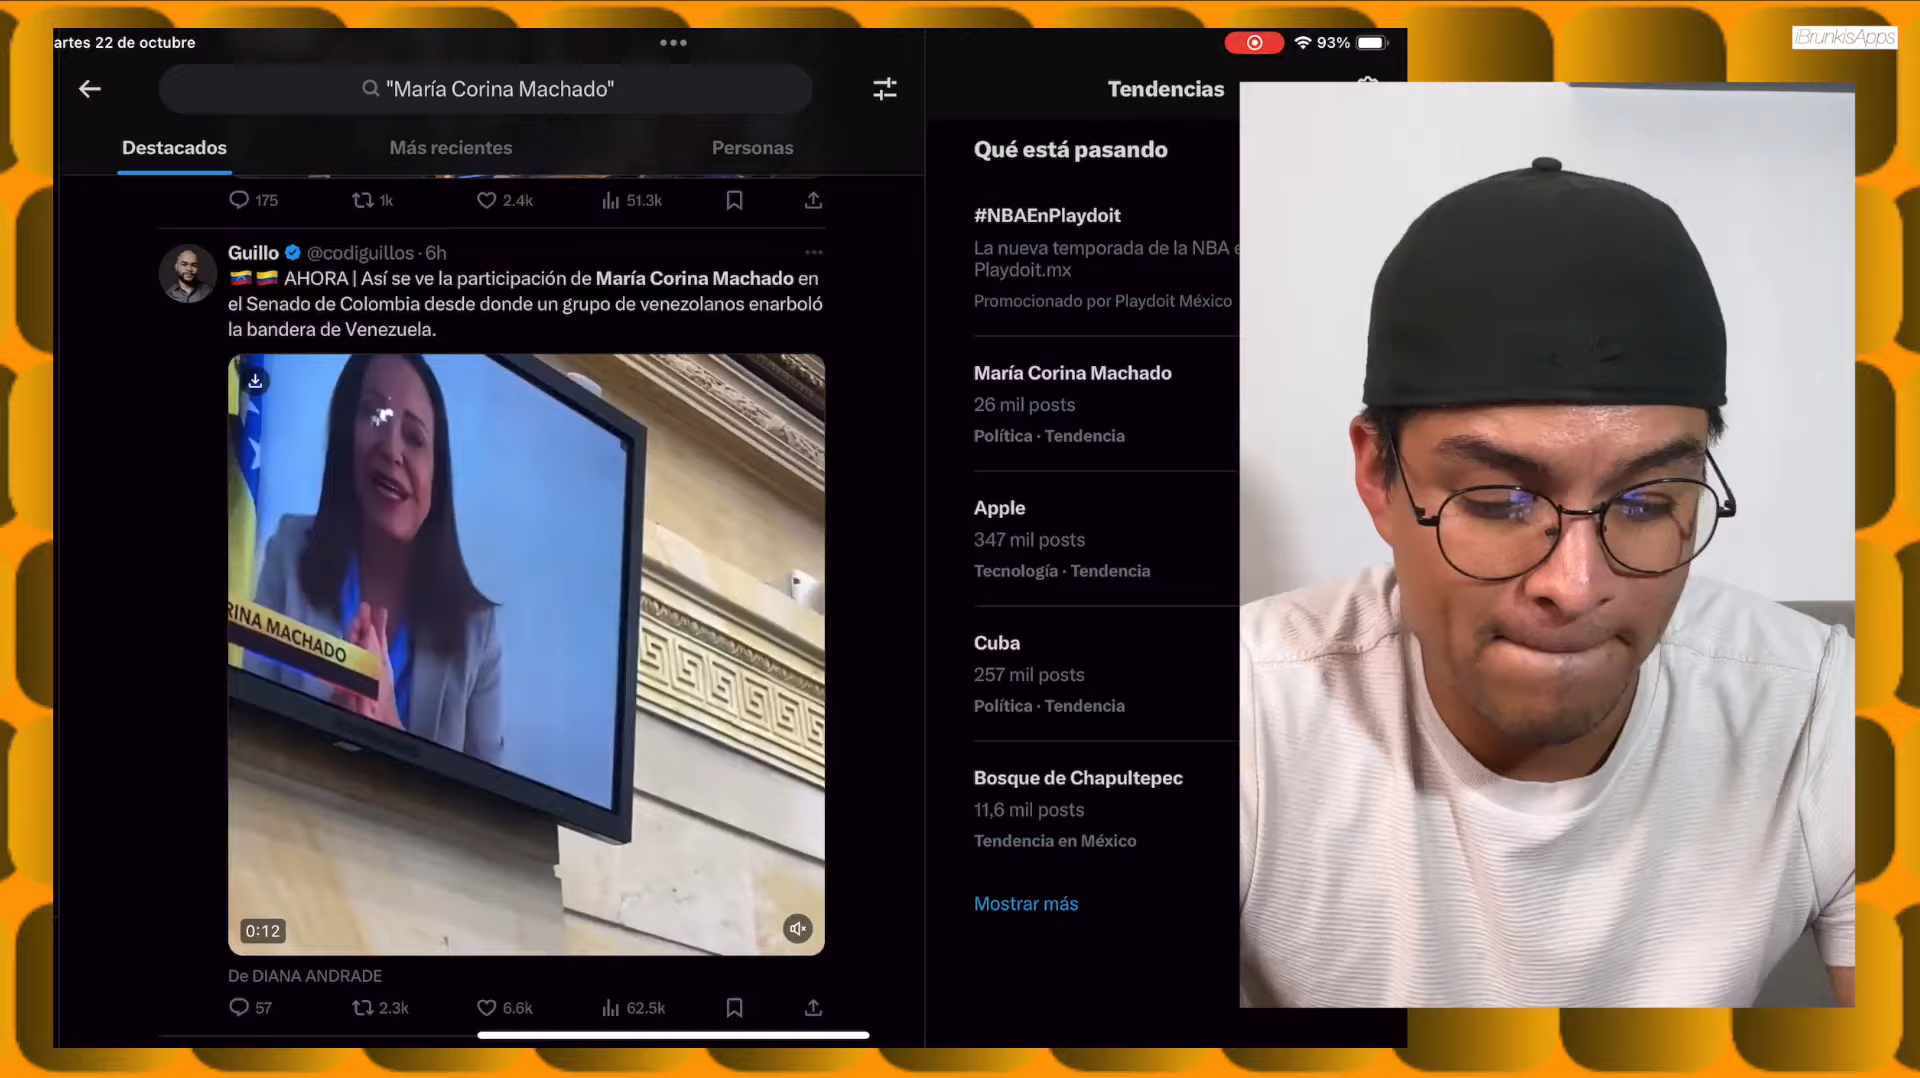 artes 22 de octubre
93%
iBrunkisApps
"María Corina Machado"
Destacados
Más recientes
Personas
175
1k
2.4k
51.3k
Guillo @codiguillos · 6h
AHORA | Así se ve la participación de María Corina Machado en
el Senado de Colombia desde donde un grupo de venezolanos enarboló
la bandera de Venezuela.
RINA MACHADO
0:12
De DIANA ANDRADE
57
2.3k
6.6k
62.5k
Tendencias
Qué está pasando
#NBAEnPlaydoit
La nueva temporada de la NBA e
Playdoit.mx
Promocionado por Playdoit México
María Corina Machado
26 mil posts
Política · Tendencia
Apple
347 mil posts
Tecnología · Tendencia
Cuba
257 mil posts
Política · Tendencia
Bosque de Chapultepec
11,6 mil posts
Tendencia en México
Mostrar más